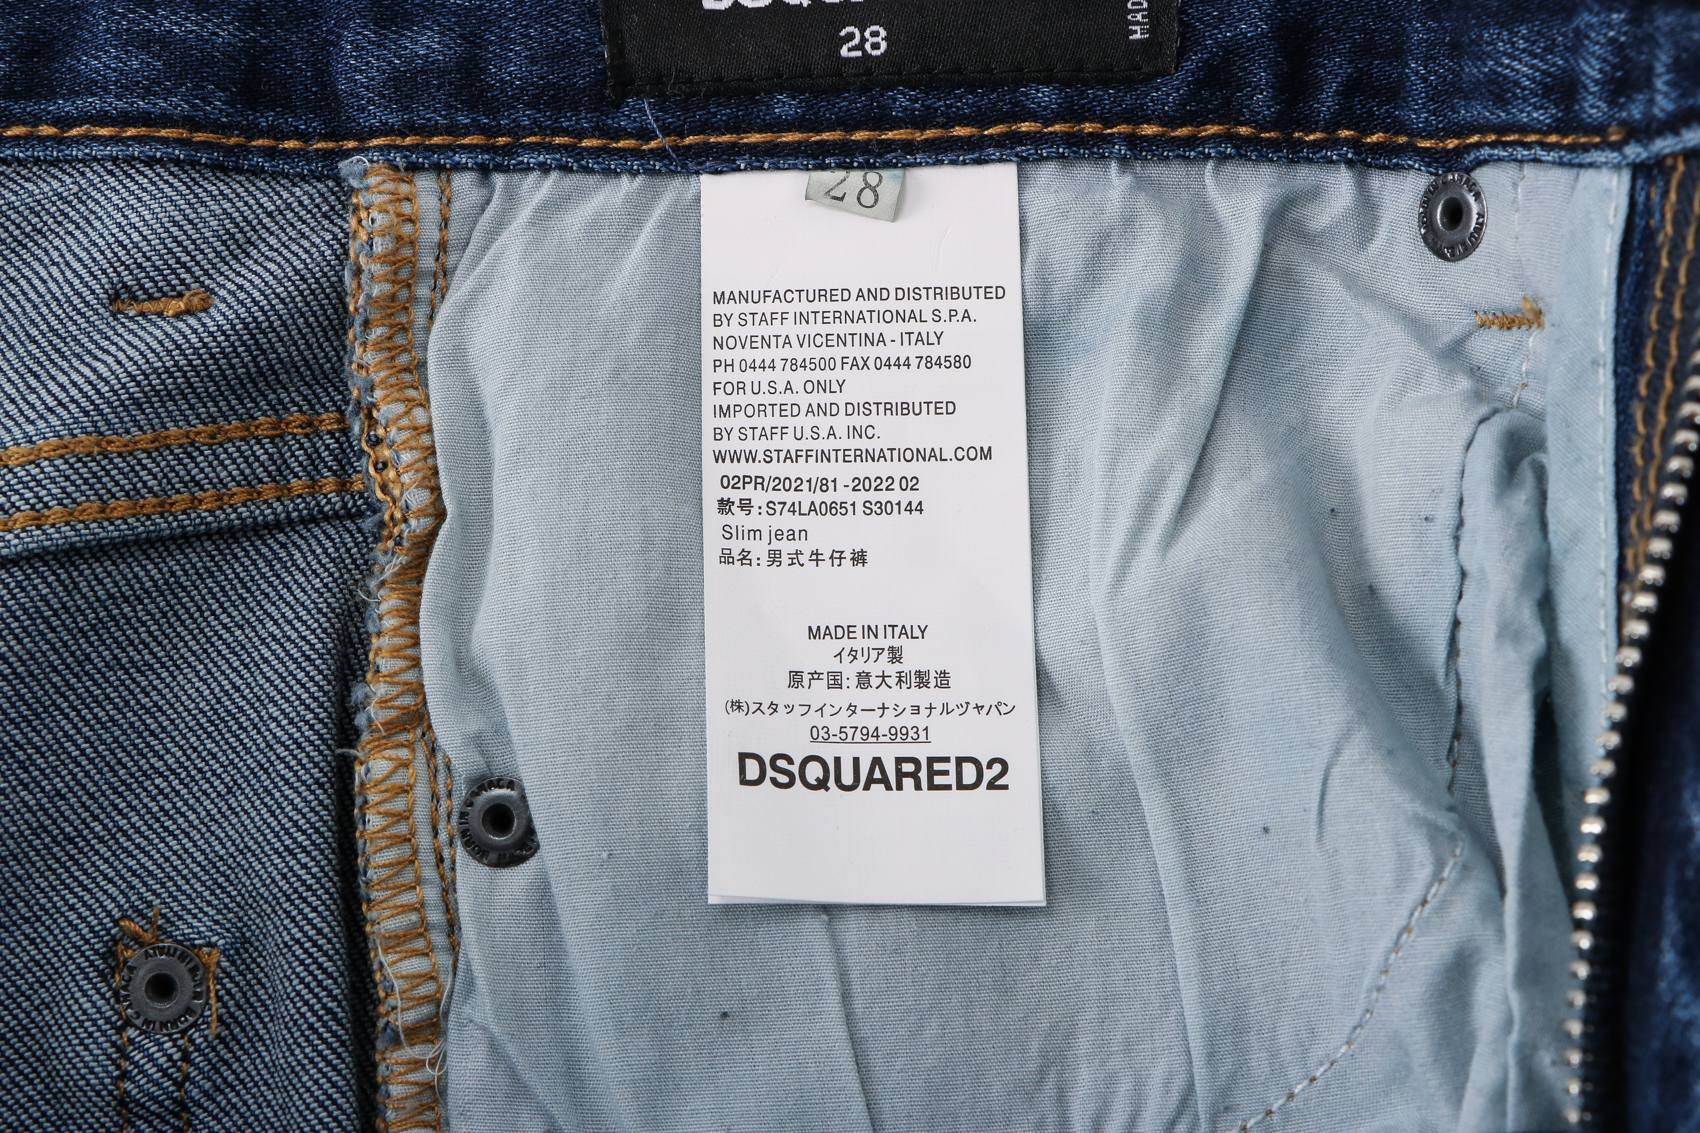 28
28
MANUFACTURED AND DISTRIBUTED
BY STAFF INTERNATIONAL S.P.A.
NOVENTA VICENTINA - ITALY
PH 0444 784500 FAX 0444 784580
FOR U.S.A. ONLY
IMPORTED AND DISTRIBUTED
BY STAFF U.S.A. INC.
WWW.STAFFINTERNATIONAL.COM
02PR/2021/81 - 2022 02
款号: S74LA0651 S30144
Slim jean
品名: 男式牛仔裤
MADE IN ITALY
イタリア製
原产国: 意大利製造
(株)スタッフインターナショナルヅャパン
03-5794-9931
DSQUARED2